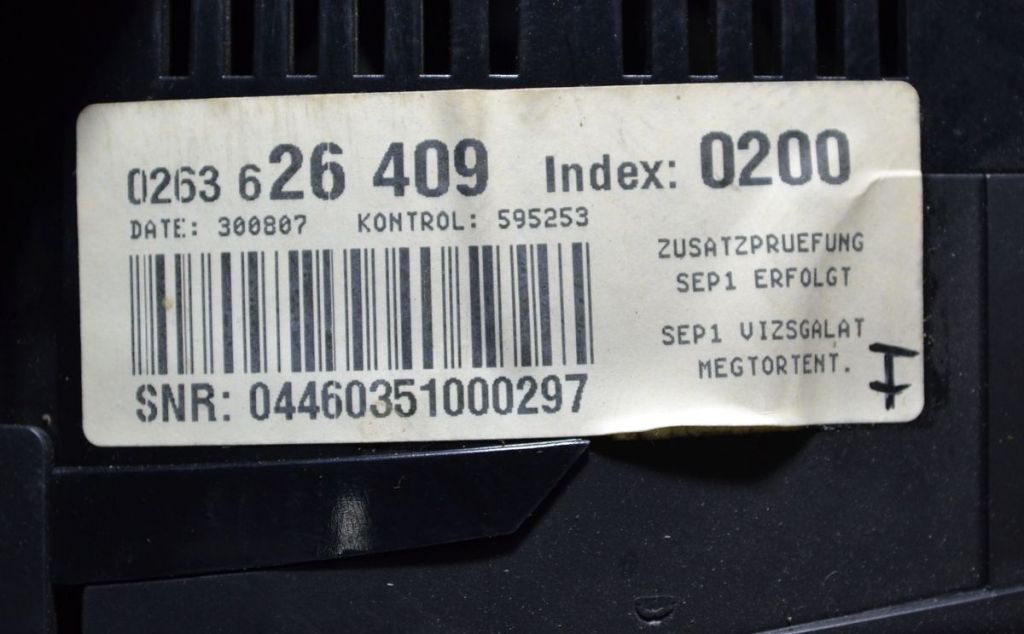 0263 626 409 Index: 0200
DATE: 300807 KONTROL: 595253
ZUSATZPRUEFUNG
SEP1 ERFOLGT
SEP1 VIZSGALAT
MEGTORTENT.
SNR: 04460351000297
I